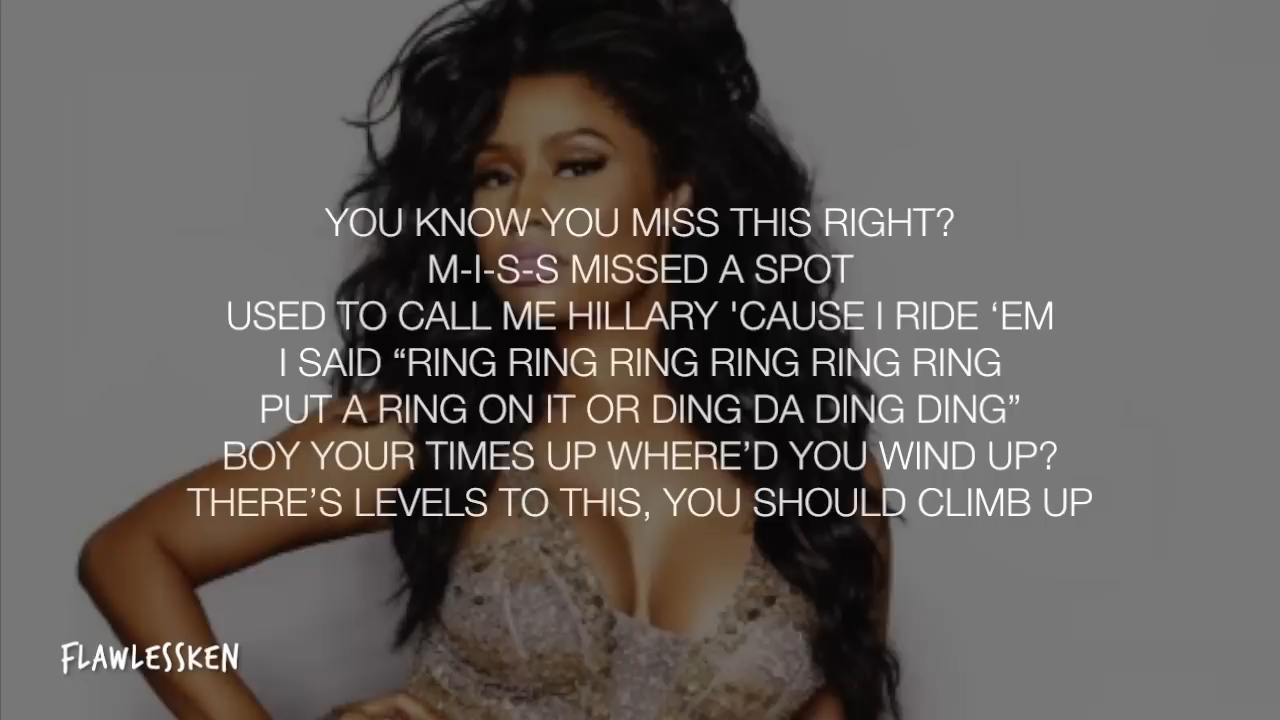 YOU KNOW YOU MISS THIS RIGHT?
M-I-S-S MISSED A SPOT
USED TO CALL ME HILLARY 'CAUSE I RIDE ‘EM
I SAID “RING RING RING RING RING RING
PUT A RING ON IT OR DING DA DING DING”
BOY YOUR TIMES UP WHERE’D YOU WIND UP?
THERE’S LEVELS TO THIS, YOU SHOULD CLIMB UP
FLAWLESSKEN